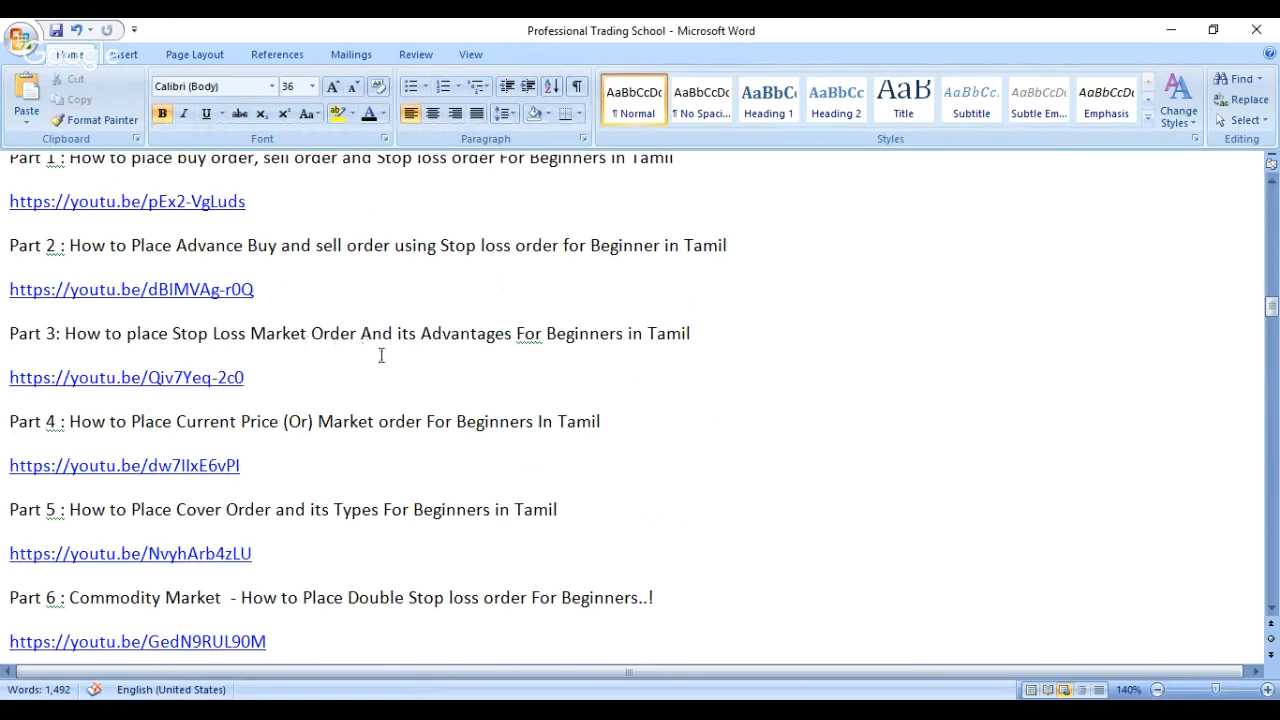 Professional Trading School - Microsoft Word
Google
Home Insert Page Layout References Mailings Review View
Paste
Cut
Copy
Format Painter
Clipboard
Calibri (Body) 36
B I U abc X₂ X² Aa
Font
Paragraph
AaBbCcDc AaBbCcDc AaBbC AaBbCc AaB AaBbCc. AaBbCcDc AaBbCcDc
¶ Normal ¶ No Spaci... Heading 1 Heading 2 Title Subtitle Subtle Em... Emphasis
Change Styles
Styles
Find
Replace
Select
Editing
Part 1 : How to place buy order, sell order and Stop loss order For Beginners in Tamil
https://youtu.be/pEx2-VgLuds
Part 2 : How to Place Advance Buy and sell order using Stop loss order for Beginner in Tamil
https://youtu.be/dBIMVAg-r0Q
Part 3: How to place Stop Loss Market Order And its Advantages For Beginners in Tamil
https://youtu.be/Qiv7Yeq-2c0
Part 4 : How to Place Current Price (Or) Market order For Beginners In Tamil
https://youtu.be/dw7IIxE6vPI
Part 5 : How to Place Cover Order and its Types For Beginners in Tamil
https://youtu.be/NvyhArb4zLU
Part 6 : Commodity Market - How to Place Double Stop loss order For Beginners..!
https://youtu.be/GedN9RUL90M
Words: 1,492 English (United States) 140%